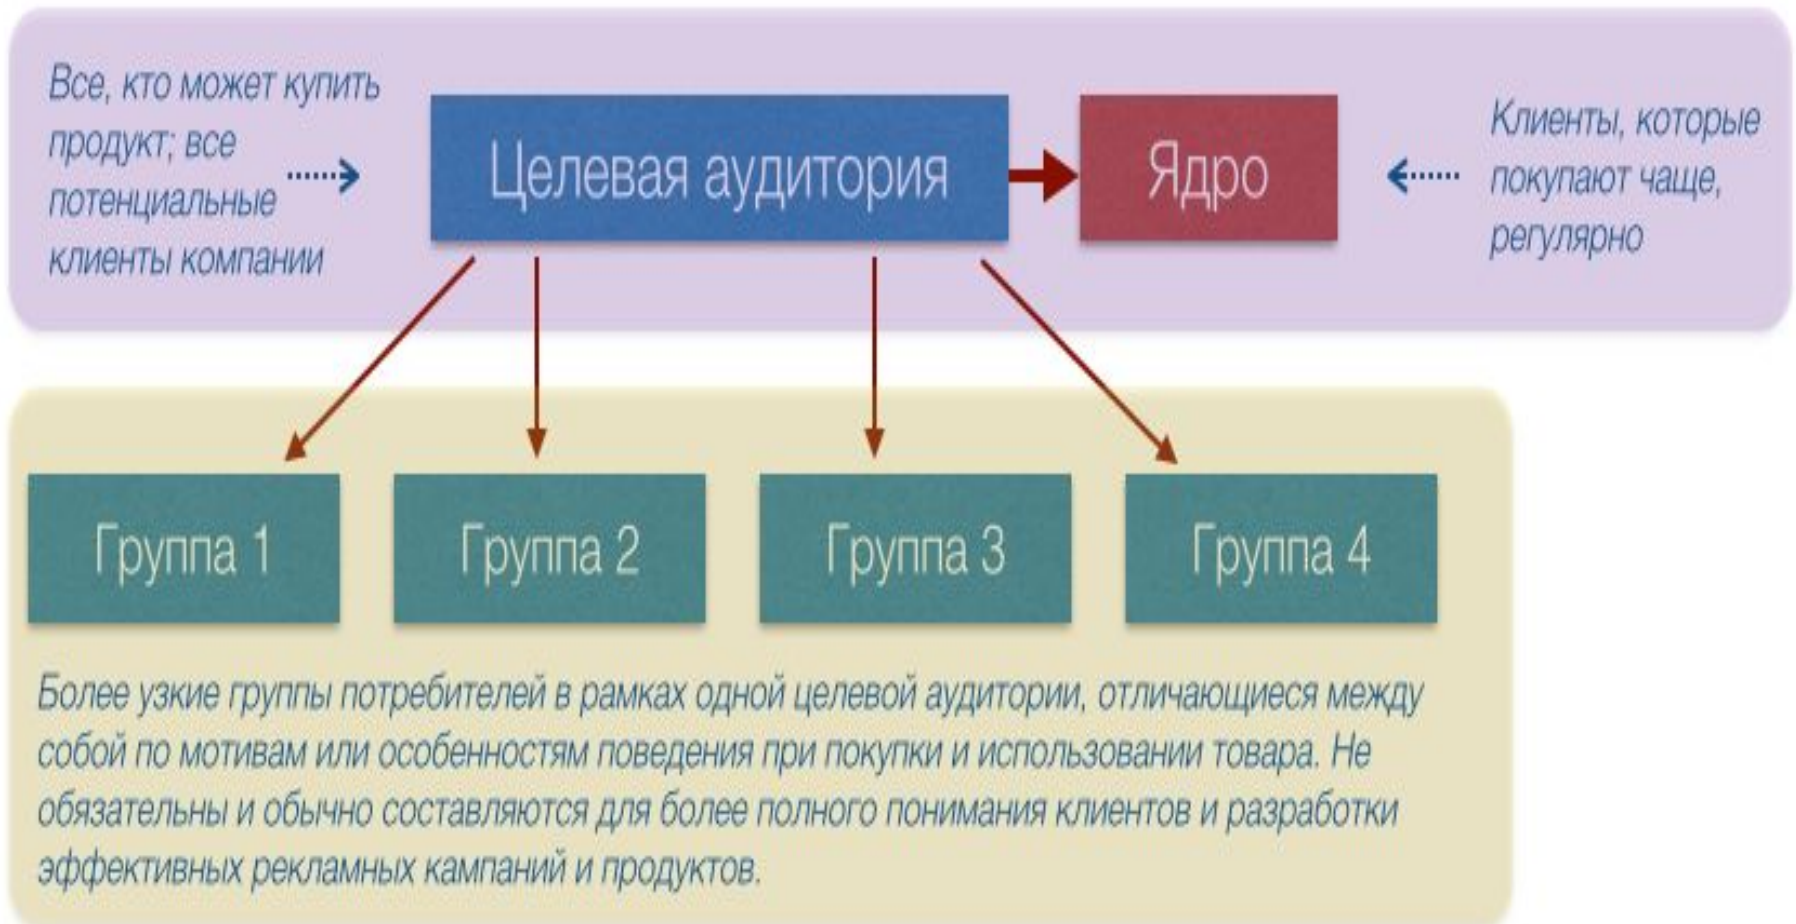 Все, кто может купить
продукт; все
потенциальные
клиенты компании
Целевая аудитория
Ядро
Клиенты, которые
покупают чаще,
регулярно
Группа 1
Группа 2
Группа 3
Группа 4
Более узкие группы потребителей в рамках одной целевой аудитории, отличающиеся между
собой по мотивам или особенностям поведения при покупки и использовании товара. Не
обязательны и обычно составляются для более полного понимания клиентов и разработки
эффективных рекламных кампаний и продуктов.